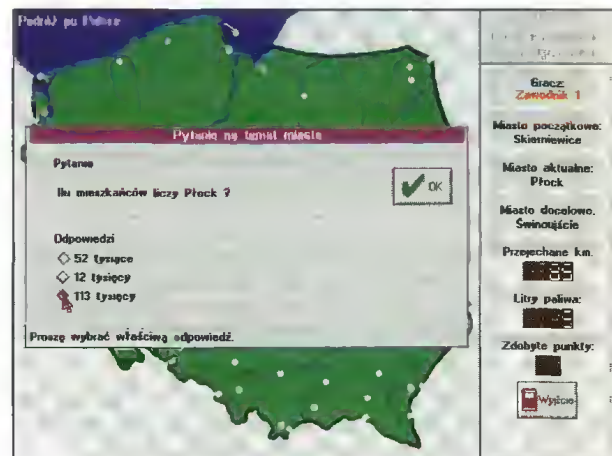 Podróż po Polsce
Gracz:
Zawodnik 1
Miasto początkowe:
Skierniewice
Miasto aktualne:
Płock
Miasto docelowe:
Świnoujście
Przejechane km.
Litry paliwa:
Zdobyte punkty:
Wyjście
Pytanie na temat miasta
Pytanie
Ilu mieszkańców liczy Płock ?
OK
Odpowiedzi
52 tysiące
12 tysięcy
113 tysięcy
Proszę wybrać właściwą odpowiedź.